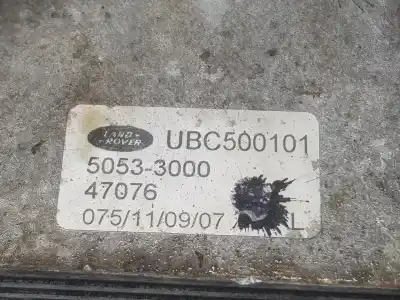 LAND ROVER UBC500101
5053-3000
47076
075/11/09/07 L